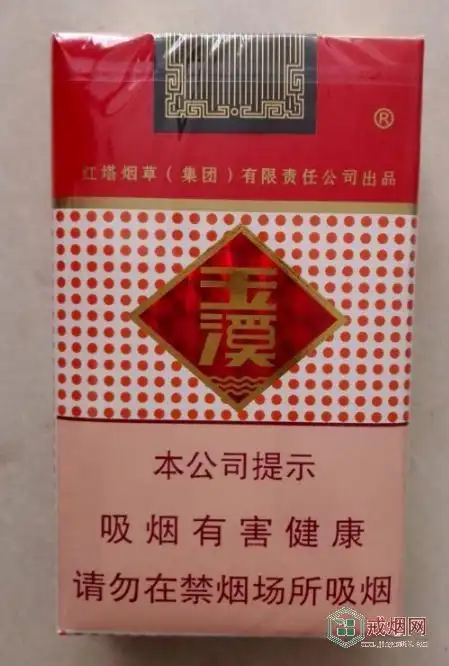 ®
红塔烟草（集团）有限责任公司出品
玉溪
本公司提示
吸烟有害健康
请勿在禁烟场所吸烟
戒烟网